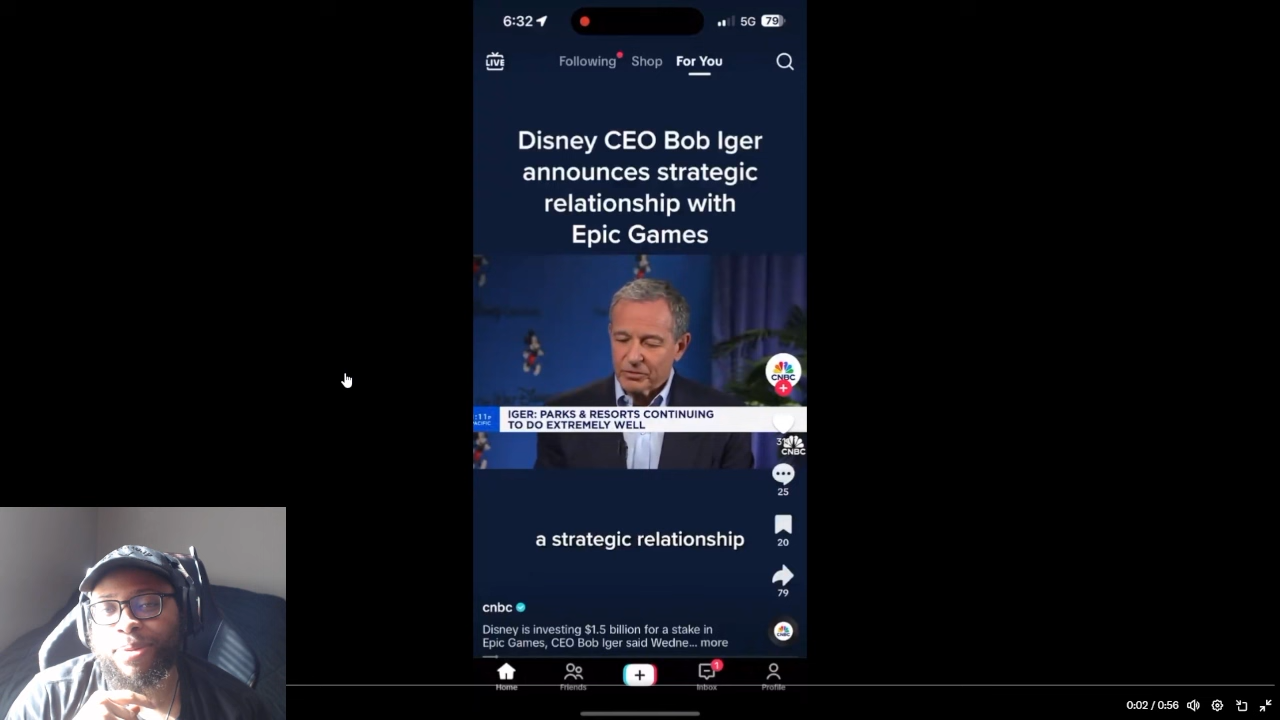 6:32
5G
79
LIVE
Following
Shop
For You
Disney CEO Bob Iger
announces strategic
relationship with
Epic Games
CNBC
IGER: PARKS & RESORTS CONTINUING
TO DO EXTREMELY WELL
CNBC
25
a strategic relationship
20
79
cnbc
CNBC
Disney is investing $1.5 billion for a stake in
Epic Games, CEO Bob Iger said Wedne... more
1
Home
Friends
Inbox
Profile
0:02 / 0:56